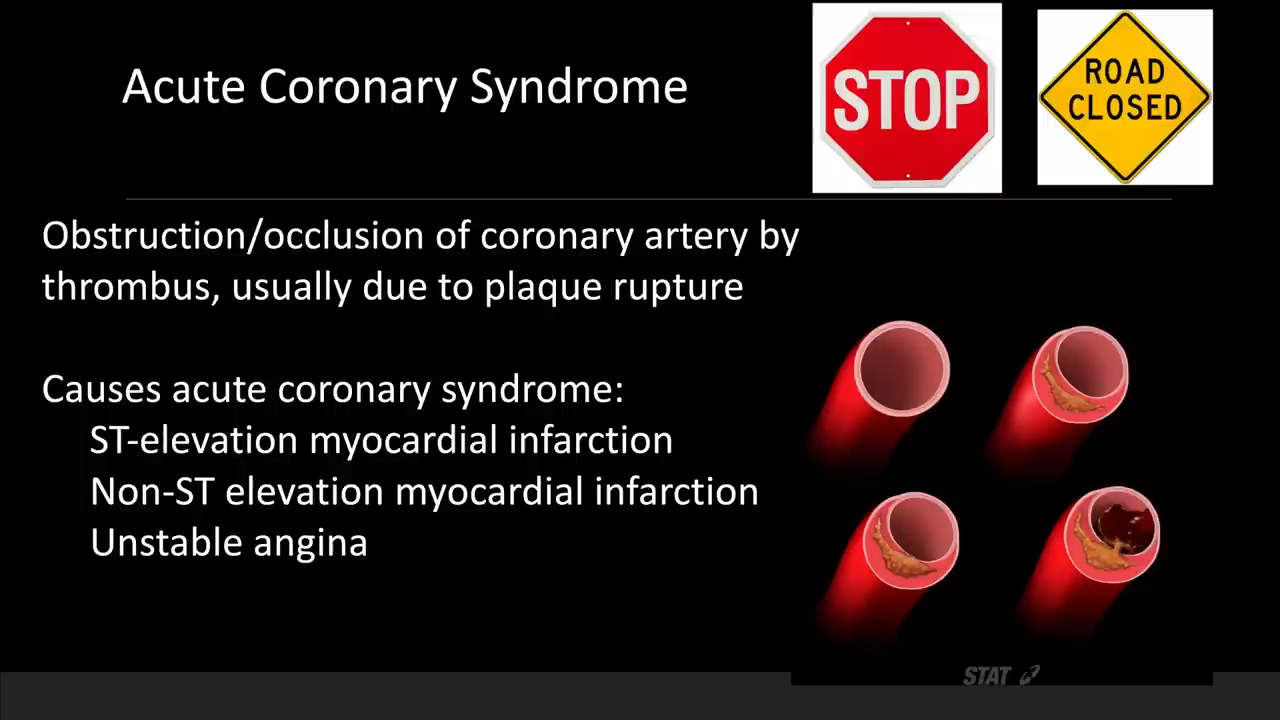 Acute Coronary Syndrome
STOP
ROAD
CLOSED
Obstruction/occlusion of coronary artery by
thrombus, usually due to plaque rupture
Causes acute coronary syndrome:
ST-elevation myocardial infarction
Non-ST elevation myocardial infarction
Unstable angina
STAT